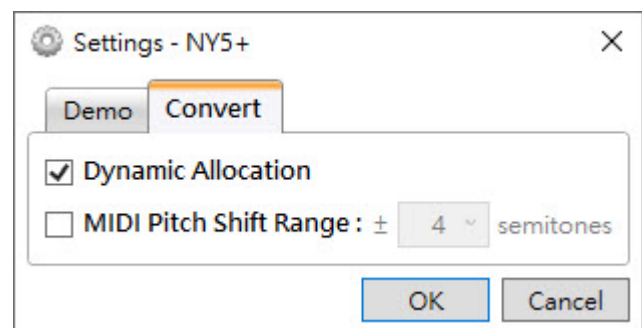 Settings - NY5+
Demo Convert
Dynamic Allocation
MIDI Pitch Shift Range : ± 4 semitones
OK Cancel